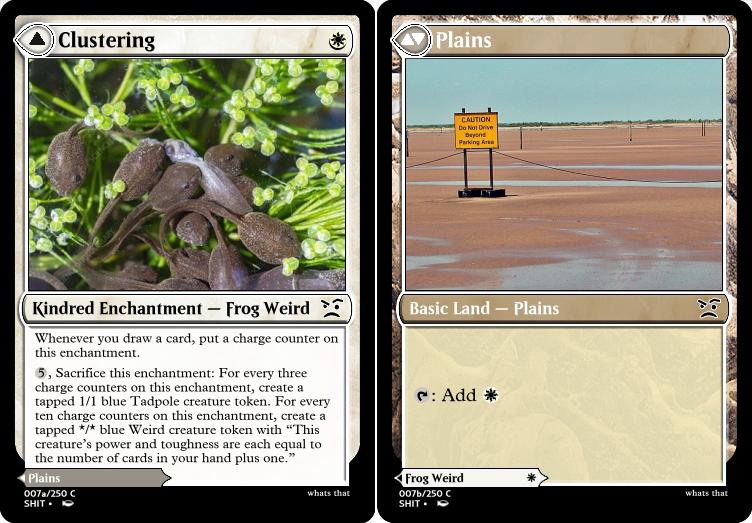 Clustering
Kindred Enchantment — Frog Weird
Whenever you draw a card, put a charge counter on
this enchantment.
5, Sacrifice this enchantment: For every three
charge counters on this enchantment, create a
tapped 1/1 blue Tadpole creature token. For every
ten charge counters on this enchantment, create a
tapped */* blue Weird creature token with “This
creature’s power and toughness are each equal to
the number of cards in your hand plus one.”
Plains
007a/250 C
SHIT •
whats that
Plains
CAUTION
Do Not Drive
Beyond
Parking Area
Basic Land — Plains
: Add
Frog Weird
007b/250 C
SHIT •
whats that